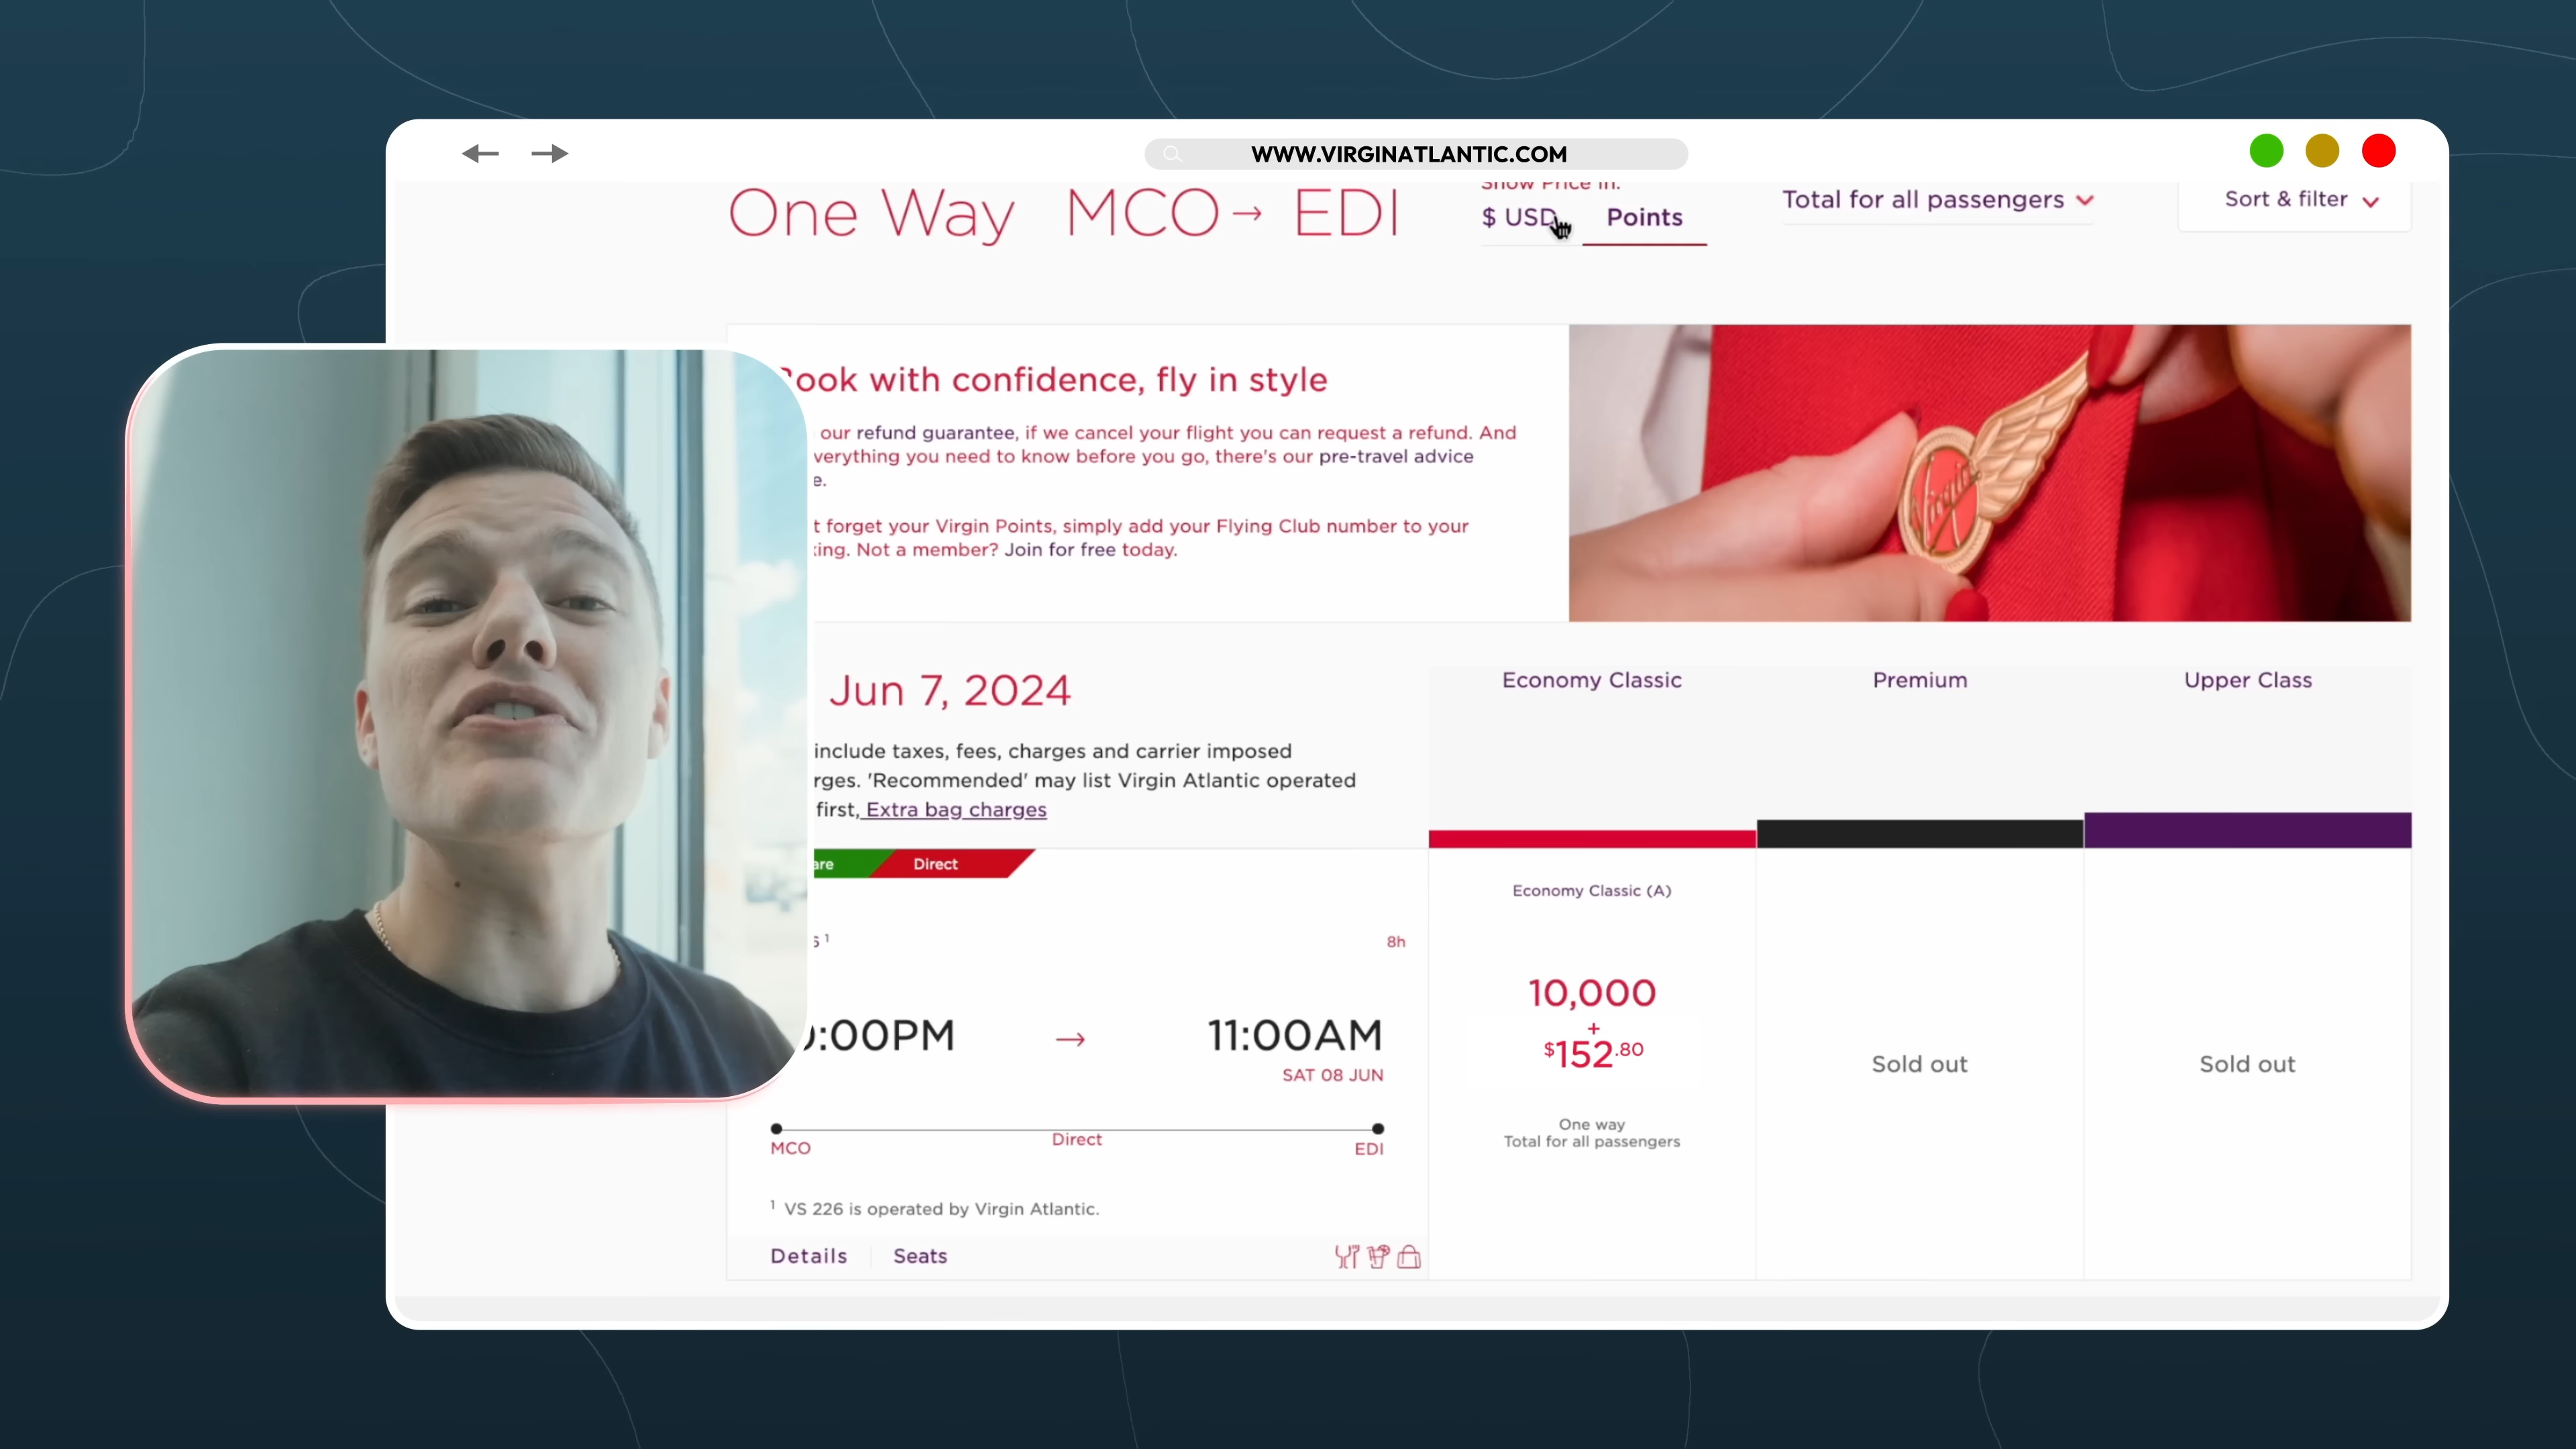 WWW.VIRGINATLANTIC.COM
One Way MCO → EDI
Show Price in:
$ USD Points
Total for all passengers
Sort & filter
Book with confidence, fly in style
our refund guarantee, if we cancel your flight you can request a refund. And
verything you need to know before you go, there's our pre-travel advice
e.
t forget your Virgin Points, simply add your Flying Club number to your
king. Not a member? Join for free today.
Virgin
Jun 7, 2024
include taxes, fees, charges and carrier imposed
rges. 'Recommended' may list Virgin Atlantic operated
first, Extra bag charges
Economy Classic
Premium
Upper Class
are
Direct
6 ¹
8h
:00PM → 11:00AM
SAT 08 JUN
MCO
Direct
EDI
¹ VS 226 is operated by Virgin Atlantic.
Details
Seats
Economy Classic (A)
10,000
+
$152.80
One way
Total for all passengers
Sold out
Sold out